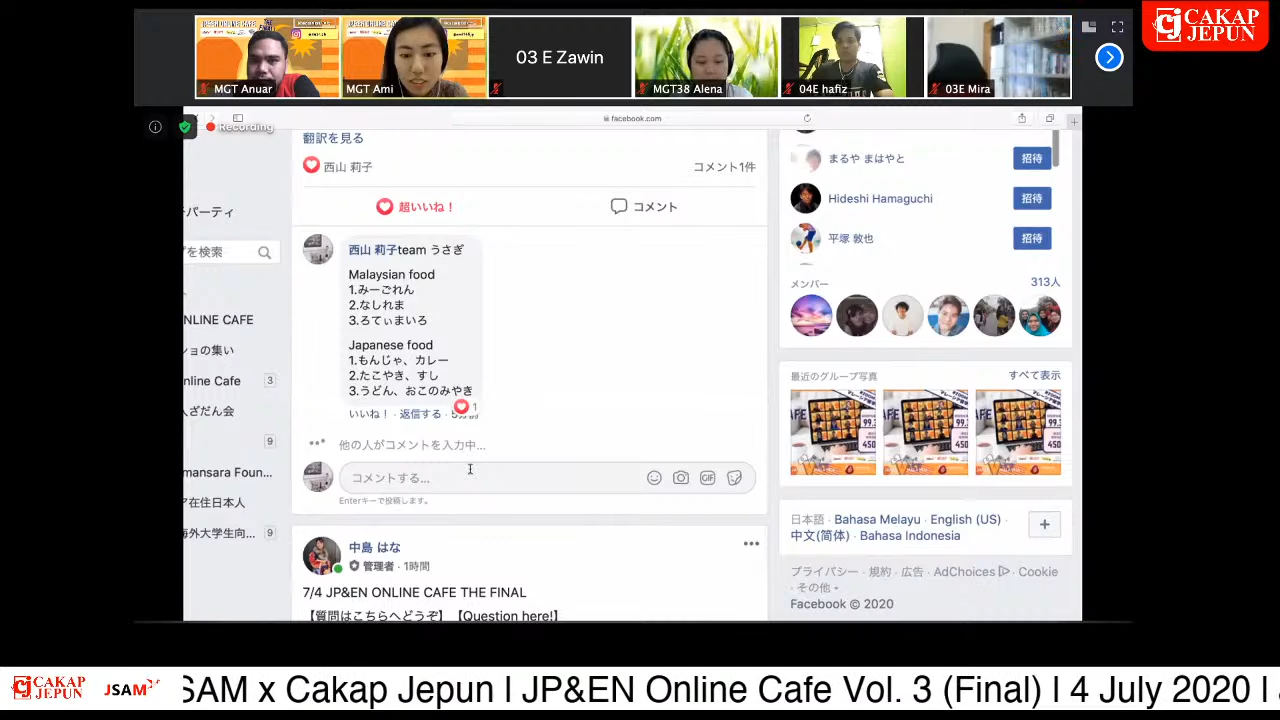 JP&EN ONLINE CAFE
JP&EN ONLINE CAFE
03 E Zawin
MGT Anuar
MGT Ami
MGT38 Alena
04E hafiz
03E Mira
CAKAP
JEPUN
Recording
facebook.com
翻訳を見る
西山 莉子
コメント1件
超いいね！
コメント
西山 莉子team うさぎ
Malaysian food
1.みーごれん
2.なしれま
3.ろてぃまいろ
Japanese food
1.もんじゃ、カレー
2.たこやき、すし
3.うどん、おこのみやき
1
いいね！ · 返信する ·
他の人がコメントを入力中...
コメントする...
Enterキーで投稿します。
中島 はな
管理者 · 1時間
7/4 JP&EN ONLINE CAFE THE FINAL
【質問はこちらへどうぞ】【Question here!】
パーティ
を検索
NLINE CAFE
ョの集い
nline Cafe
3
ざだん会
9
mansara Foun...
ア在住日本人
海外大学生向...
9
まるや まはやと
招待
Hideshi Hamaguchi
招待
平塚 敦也
招待
メンバー
313人
最近のグループ写真
すべて表示
日本語 · Bahasa Melayu · English (US) ·
中文(简体) · Bahasa Indonesia
プライバシー · 規約 · 広告 · AdChoices · Cookie
· その他
Facebook © 2020
CAKAP
JEPUN
JSAM
SAM x Cakap Jepun l JP&EN Online Cafe Vol. 3 (Final) l 4 July 2020 l